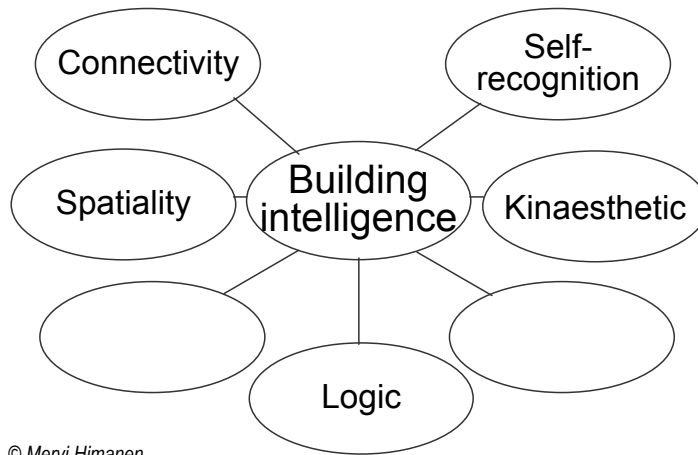 Connectivity
Self-
recognition
Building
intelligence
Spatiality
Kinaesthetic
Logic
© Mervi Himanen